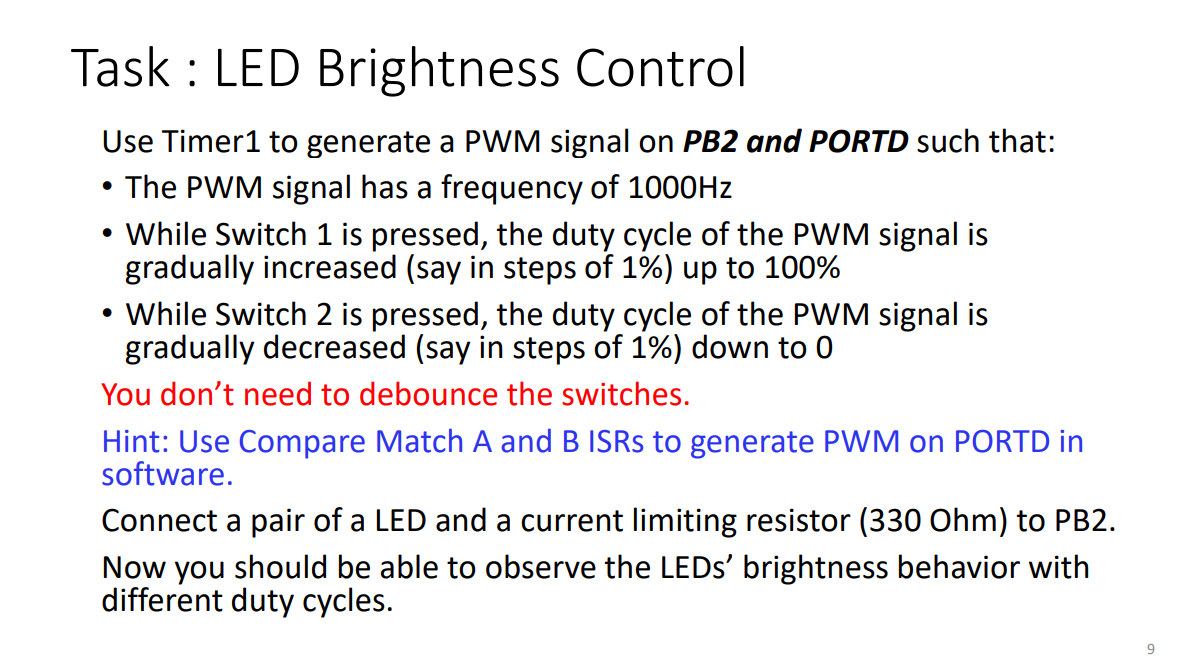 Task : LED Brightness Control
Use Timer1 to generate a PWM signal on PB2 and PORTD such that:
• The PWM signal has a frequency of 1000Hz
• While Switch 1 is pressed, the duty cycle of the PWM signal is
gradually increased (say in steps of 1%) up to 100%
• While Switch 2 is pressed, the duty cycle of the PWM signal is
gradually decreased (say in steps of 1%) down to 0
You don’t need to debounce the switches.
Hint: Use Compare Match A and B ISRs to generate PWM on PORTD in
software.
Connect a pair of a LED and a current limiting resistor (330 Ohm) to PB2.
Now you should be able to observe the LEDs’ brightness behavior with
different duty cycles.
9